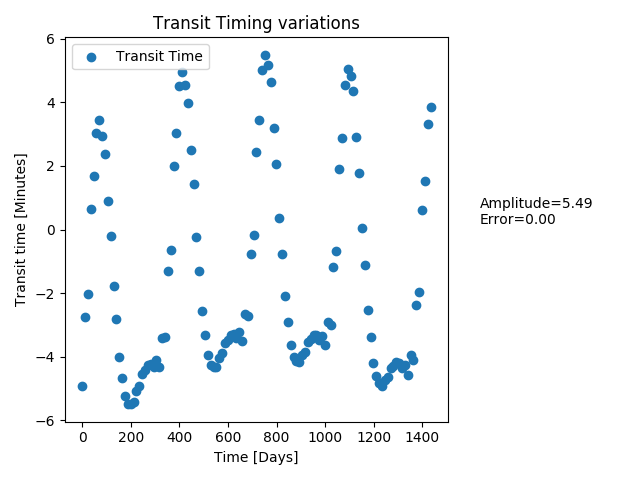 Transit Timing variations
Transit Time
Transit time [Minutes]
6
4
2
0
−2
−4
−6
0
200
400
600
800
1000
1200
1400
Time [Days]
Amplitude=5.49
Error=0.00